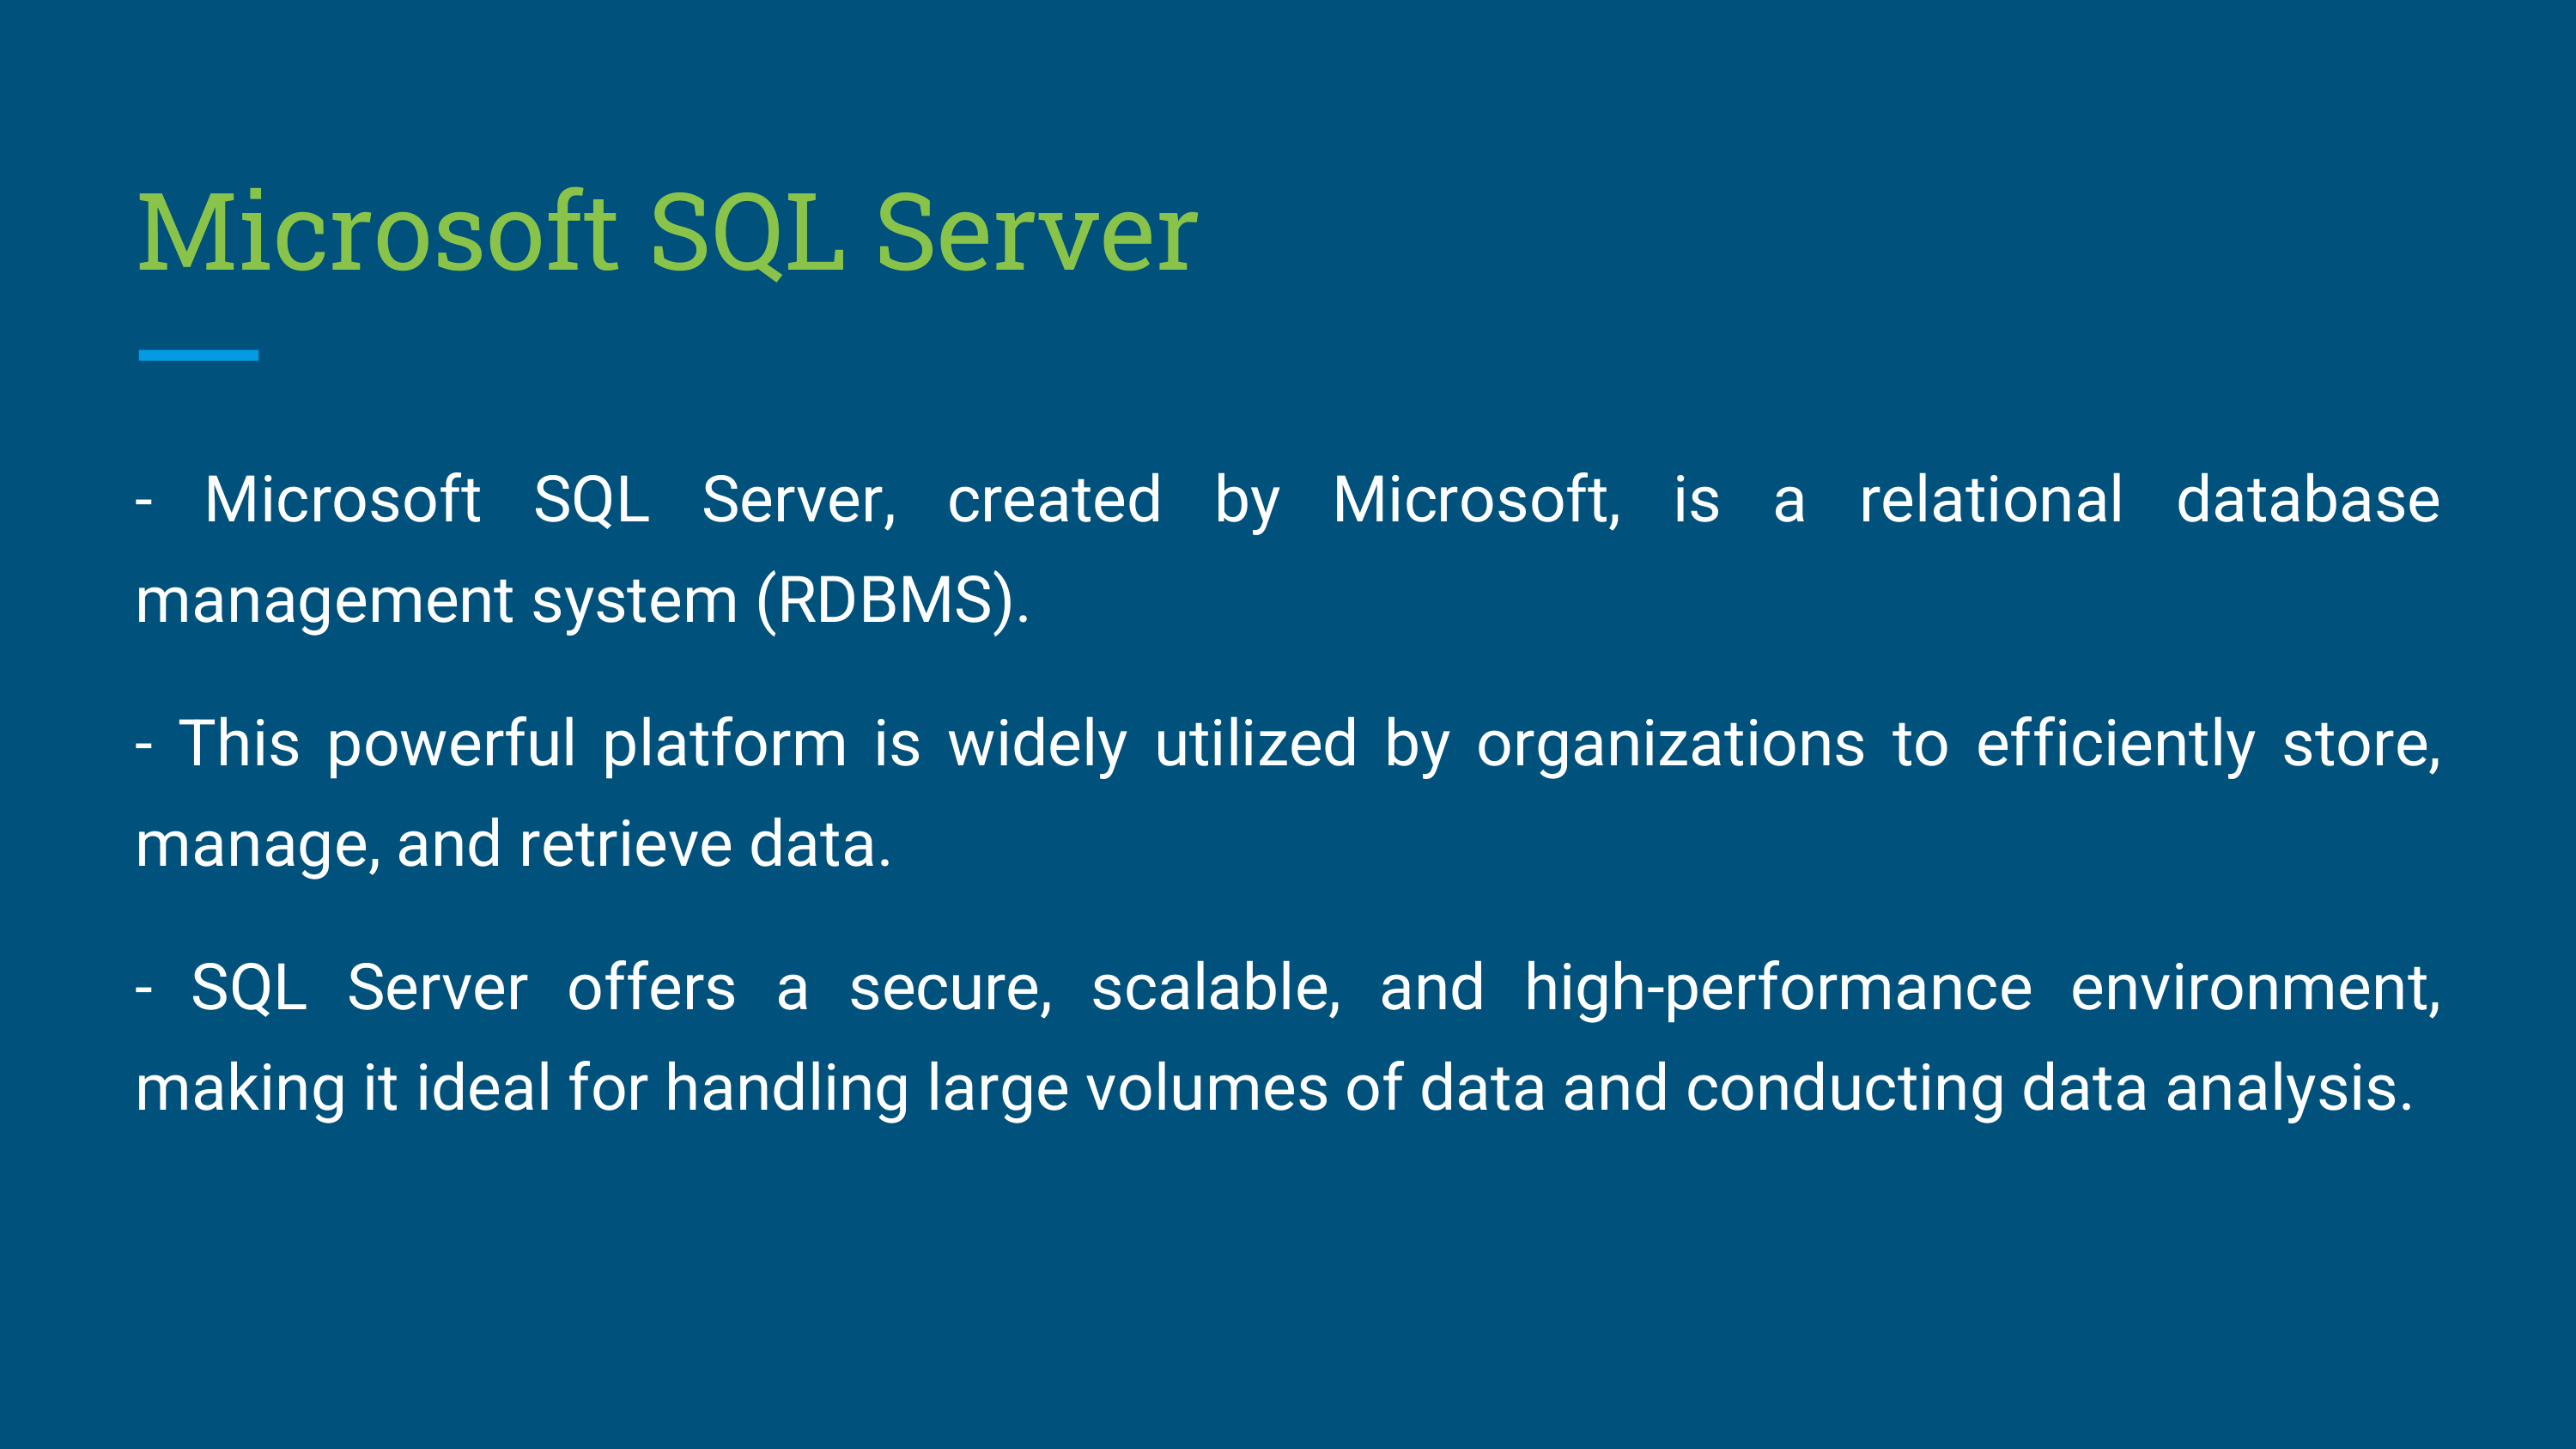 Microsoft SQL Server
- Microsoft SQL Server, created by Microsoft, is a relational database
management system (RDBMS).
- This powerful platform is widely utilized by organizations to efficiently store,
manage, and retrieve data.
- SQL Server offers a secure, scalable, and high-performance environment,
making it ideal for handling large volumes of data and conducting data analysis.